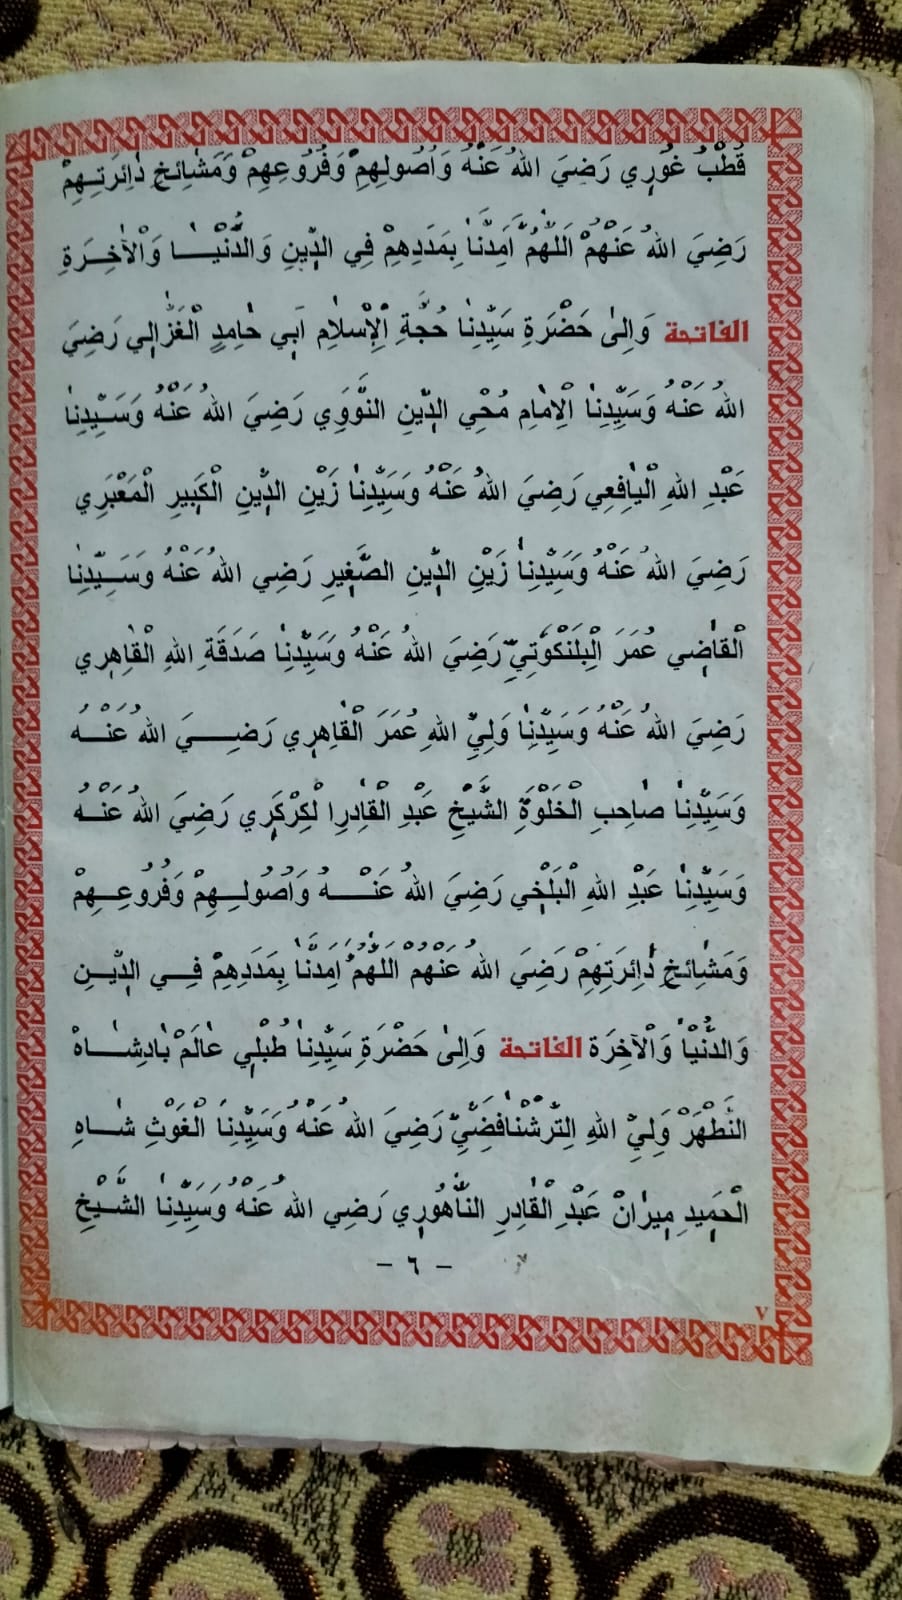 قُطْبُ غُوْرِي رَضِيَ اللهُ عَنْهُ وَاُصُولِهِمْ وَفُرُوعِهِمْ وَمَشَائِخِ دَائِرَتِهِمْ
رَضِيَ اللهُ عَنْهُمْ اَللّٰهُمَّ اَمِدَّنَا بِمَدَدِهِمْ فِي الدِّينِ وَالدُّنْيَا وَالْاٰخِرَةِ
الفاتحة وَاِلىٰ حَضْرَةِ سَيِّدِنَا حُجَّةِ الْاِسْلَامِ اَبِي حَامِدٍ الْغَزَّالِي رَضِيَ
اللهُ عَنْهُ وَسَيِّدِنَا الْاِمَامِ مُحْيِ الدِّينِ النَّوَوِي رَضِيَ اللهُ عَنْهُ وَسَيِّدِنَا
عَبْدِ اللهِ الْيَافِعِي رَضِيَ اللهُ عَنْهُ وَسَيِّدِنَا زَيْنِ الدِّينِ الْكَبِيرِ الْمَعْبَرِي
رَضِيَ اللهُ عَنْهُ وَسَيِّدِنَا زَيْنِ الدِّينِ الصَّغِيرِ رَضِي اللهُ عَنْهُ وَسَيِّدِنَا
الْقَاضِي عُمَرَ الْبَلَنْكُوتِيِّ رَضِيَ اللهُ عَنْهُ وَسَيِّدِنَا صَدَقَةِ اللهِ الْقَاهِرِي
رَضِيَ اللهُ عَنْهُ وَسَيِّدِنَا وَلِيِّ اللهِ عُمَرَ الْقَاهِرِي رَضِيَ اللهُ عَنْهُ
وَسَيِّدِنَا صَاحِبِ الْخَلْوَةِ الشَّيْخِ عَبْدِ الْقَادِرِا لْكِرْكَرِي رَضِيَ اللهُ عَنْهُ
وَسَيِّدِنَا عَبْدِ اللهِ الْبَلْخِي رَضِيَ اللهُ عَنْهُ وَاُصُولِهِمْ وَفُرُوعِهِمْ
وَمَشَائِخِ دَائِرَتِهِمْ رَضِيَ اللهُ عَنْهُمْ اَللّٰهُمَّ اَمِدَّنَا بِمَدَدِهِمْ فِي الدِّينِ
وَالدُّنْيَا وَالْآخِرَةِ الفاتحة وَاِلىٰ حَضْرَةِ سَيِّدِنَا طُبْلِي عَالَمْ بَادِشَاهْ
النَّطْهَرْ وَلِيِّ اللهِ التِّرْشْنَافَضِيِّ رَضِيَ اللهُ عَنْهُ وَسَيِّدِنَا الْغَوْثِ شَاهِ
الْحَمِيدِ مِيرَانْ عَبْدِ الْقَادِرِ النَّاهُورِي رَضِي اللهُ عَنْهُ وَسَيِّدِنَا الشَّيْخِ
- ٦ -
٧